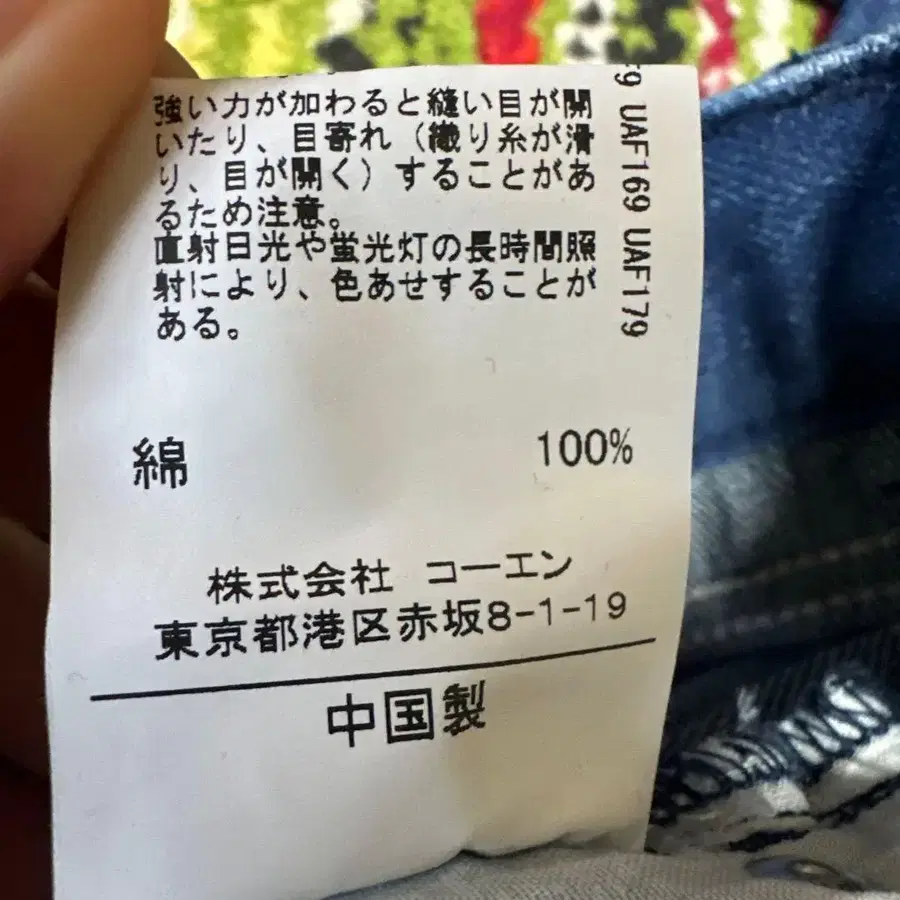 強い力が加わると縫い目が開
いたり、目寄れ（織り糸が滑
り、目が開く）することがあ
るため注意。
直射日光や蛍光灯の長時間照
射により、色あせすることが
ある。
UAF169 UAF179
綿 100%
株式会社 コーエン
東京都港区赤坂8-1-19
中国製